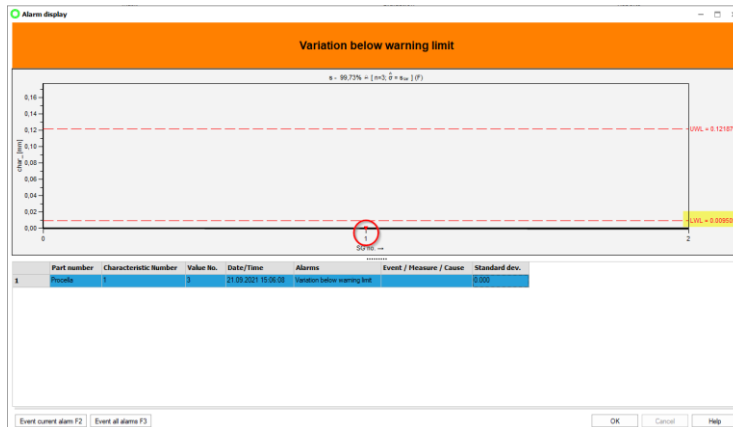 Alarm display
Variation below warning limit
s - 99,73% = [ n=3; σ̂ = s
0,16
0,14
0,12
0,10
0,08
0,06
0,04
0,02
0,00
char_ [mm]
UWL = 0.12187
LWL = 0.00950
0 1 2
SG no. →
Part number Characteristic Number Value No. Date/Time Alarms Event / Measure / Cause Standard dev.
1 Procella 1 3 21.09.2021 15:06:08 Variation below warning limit 0.000
Event current alarm F2 Event all alarms F3 OK Cancel Help